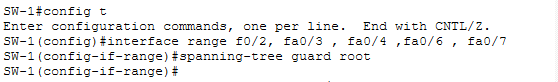 SW-1#config t
Enter configuration commands, one per line.  End with CNTL/Z.
SW-1(config)#interface range f0/2, fa0/3 , fa0/4 ,fa0/6 , fa0/7
SW-1(config-if-range)#spanning-tree guard root
SW-1(config-if-range)#